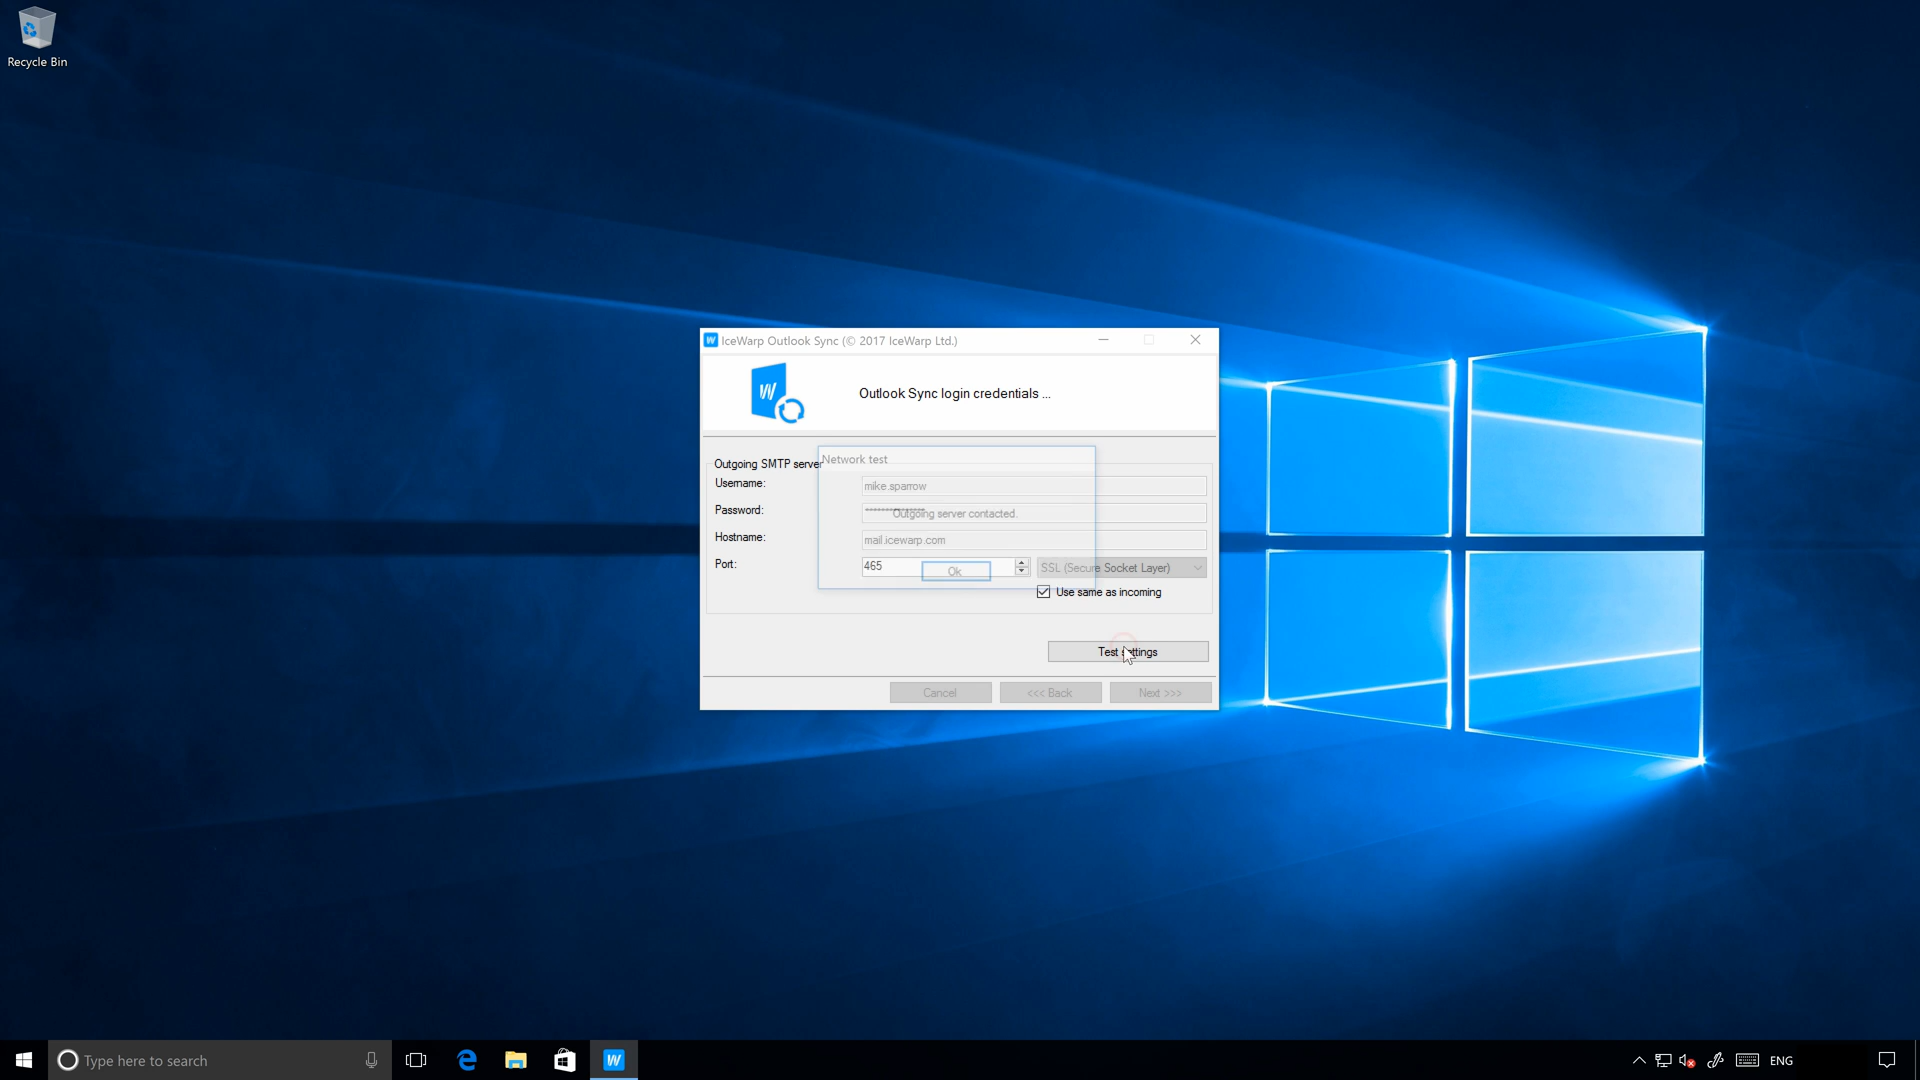 Recycle Bin
IceWarp Outlook Sync (© 2017 IceWarp Ltd.)
Outlook Sync login credentials ...
Network test
Outgoing SMTP server
Username:
mike.sparrow
Password:
***************
Outgoing server contacted.
Hostname:
mail.icewarp.com
Port:
465
Ok
SSL (Secure Socket Layer)
Use same as incoming
Test settings
Cancel
<<< Back
Next >>>
Type here to search
ENG